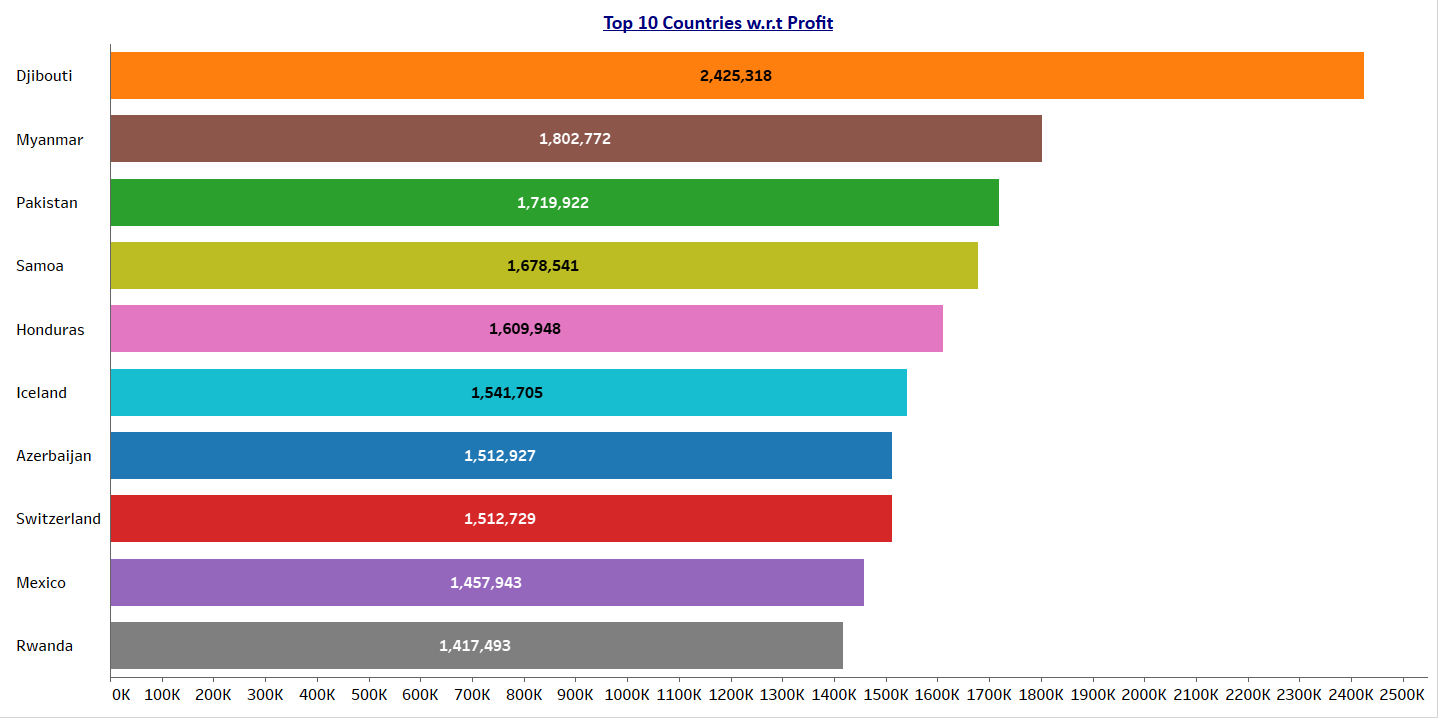 Top 10 Countries w.r.t Profit
Djibouti 2,425,318
Myanmar 1,802,772
Pakistan 1,719,922
Samoa 1,678,541
Honduras 1,609,948
Iceland 1,541,705
Azerbaijan 1,512,927
Switzerland 1,512,729
Mexico 1,457,943
Rwanda 1,417,493
0K 100K 200K 300K 400K 500K 600K 700K 800K 900K 1000K 1100K 1200K 1300K 1400K 1500K 1600K 1700K 1800K 1900K 2000K 2100K 2200K 2300K 2400K 2500K